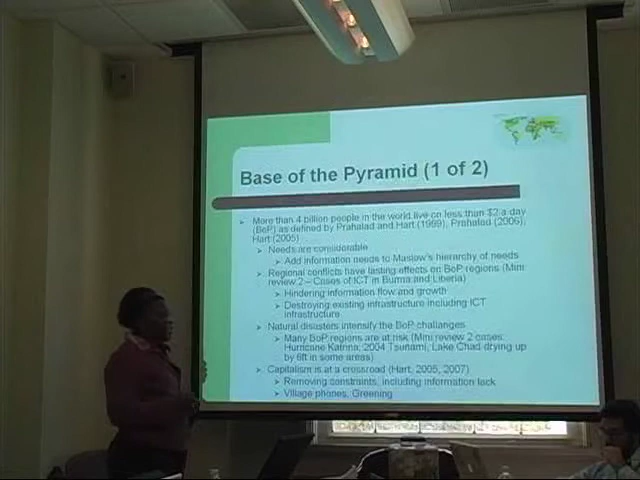 Base of the Pyramid (1 of 2)
More than 4 billion people in the world live on less than $2 a day
(BoP) as defined by Prahalad and Hart (1999), Prahalad (2006),
Hart (2005)
Needs are considerable
Add information needs to Maslow's hierarchy of needs
Regional conflicts have lasting effects on BoP regions (Mini
review 2 – Cases of ICT in Burma and Liberia)
Hindering information flow and growth
Destroying existing infrastructure including ICT
infrastructure
Natural disasters intensify the BoP challanges
Many BoP regions are at risk (Mini review 2 cases:
Hurricane Katrina, 2004 Tsunami, Lake Chad drying up
by 6ft in some areas)
Capitalism is at a crossroad (Hart, 2005, 2007)
Removing constraints, including information lack
Village phones, Greening